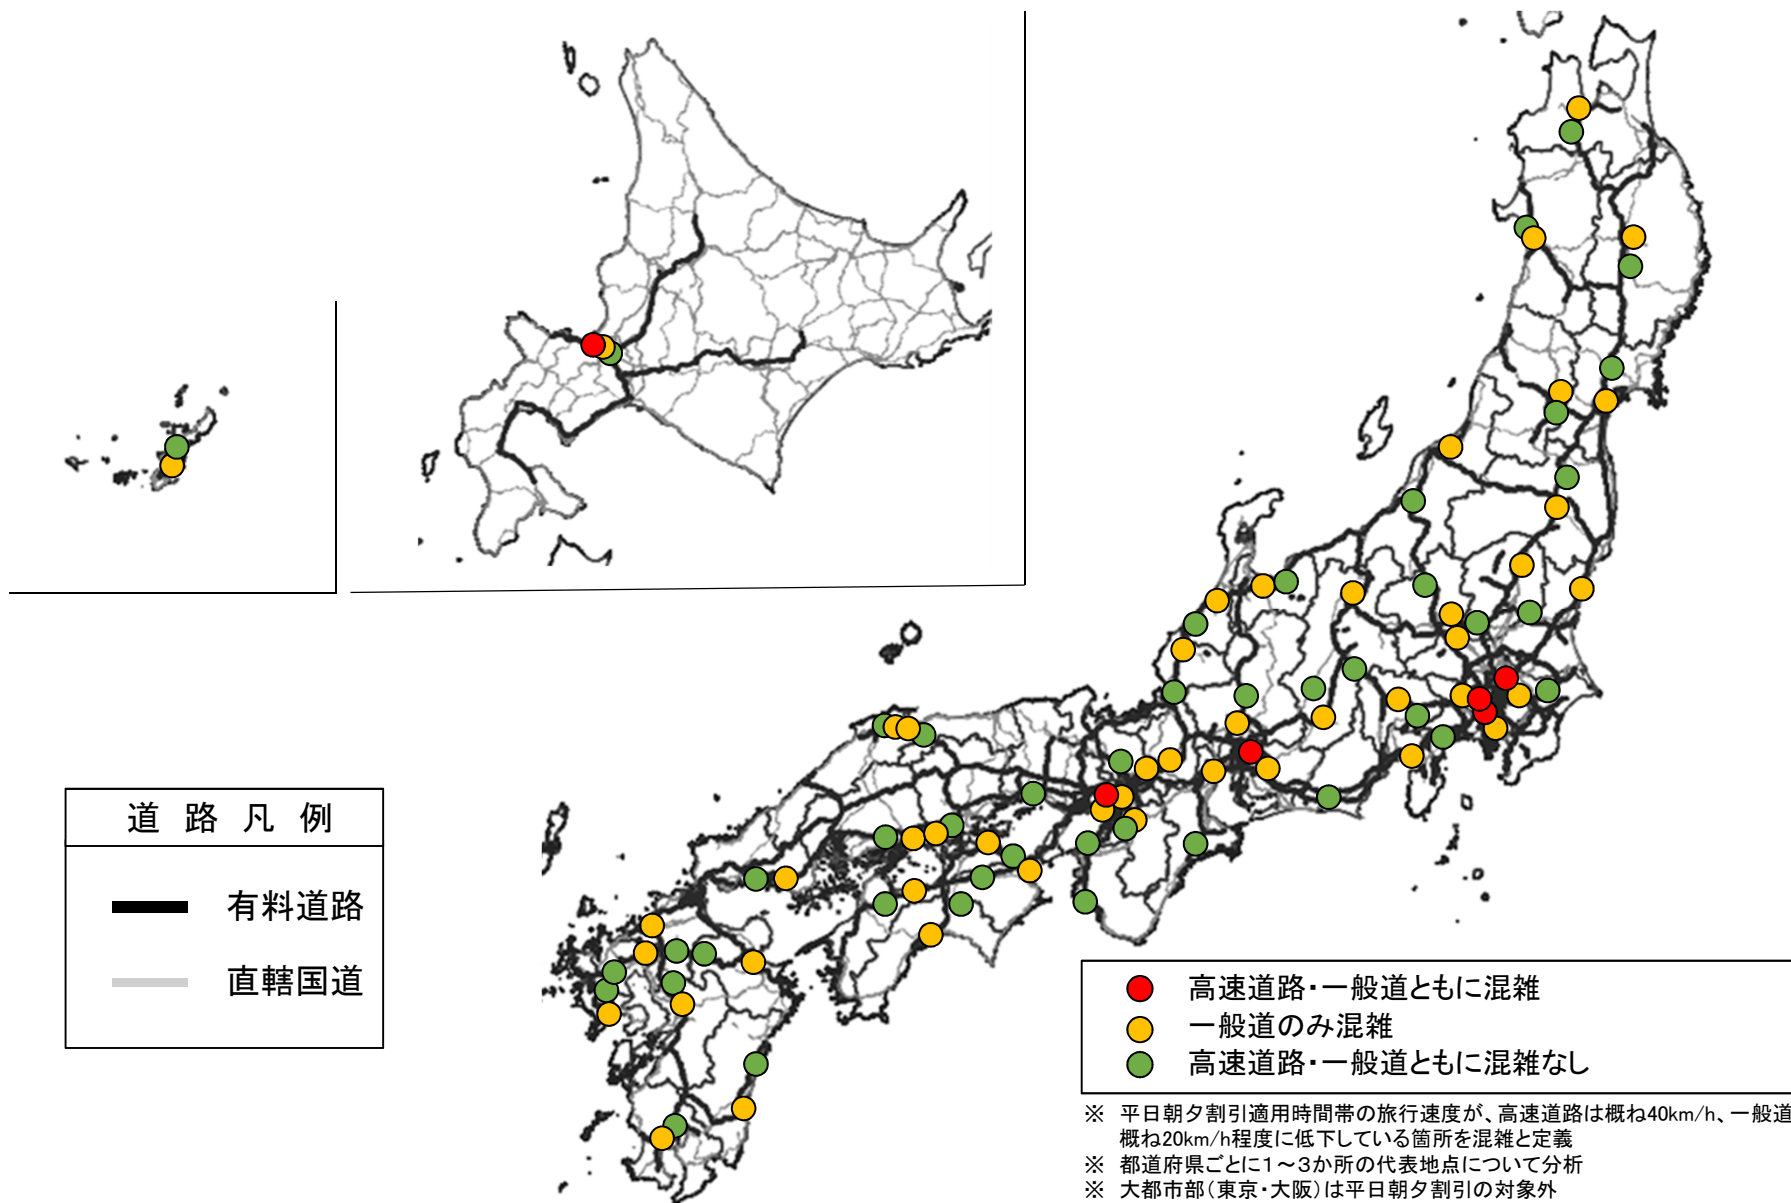 道路凡例
有料道路
直轄国道
高速道路・一般道ともに混雑
一般道のみ混雑
高速道路・一般道ともに混雑なし
※ 平日朝夕割引適用時間帯の旅行速度が、高速道路は概ね40km/h、一般道
概ね20km/h程度に低下している箇所を混雑と定義
※ 都道府県ごとに1～3か所の代表地点について分析
※ 大都市部(東京・大阪)は平日朝夕割引の対象外